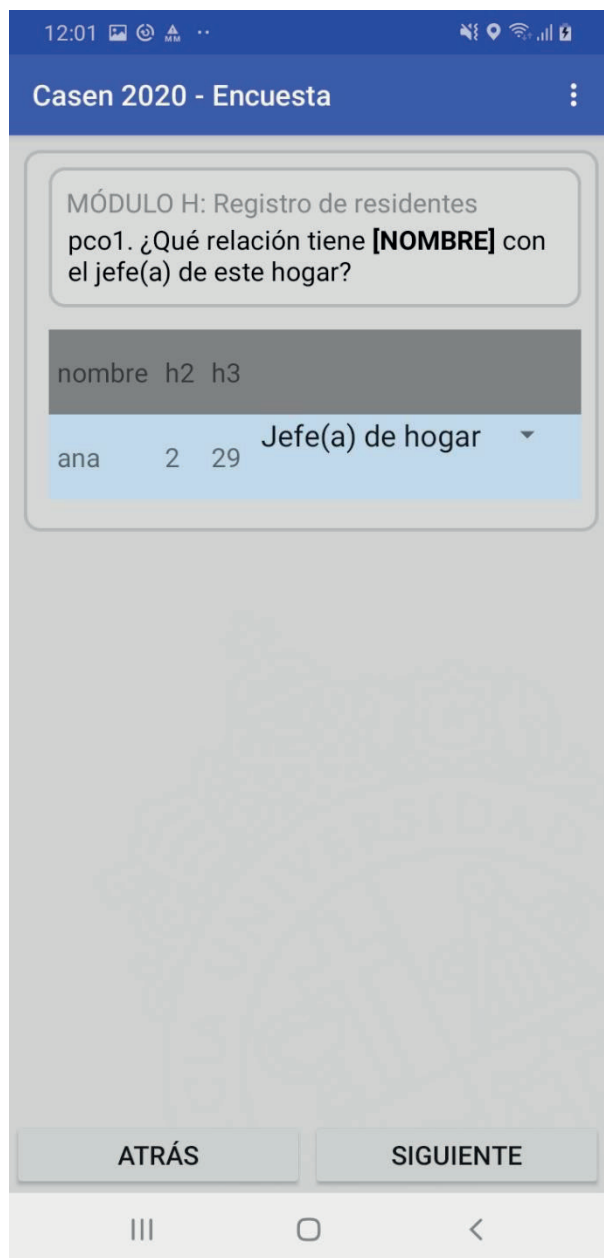 12:01
Casen 2020 - Encuesta
MÓDULO H: Registro de residentes
pco1. ¿Qué relación tiene [NOMBRE] con
el jefe(a) de este hogar?
nombre h2 h3
ana 2 29 Jefe(a) de hogar
UNIVERSIDAD
ATRÁS SIGUIENTE